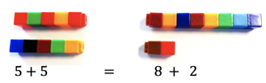 5 + 5 = 8 + 2